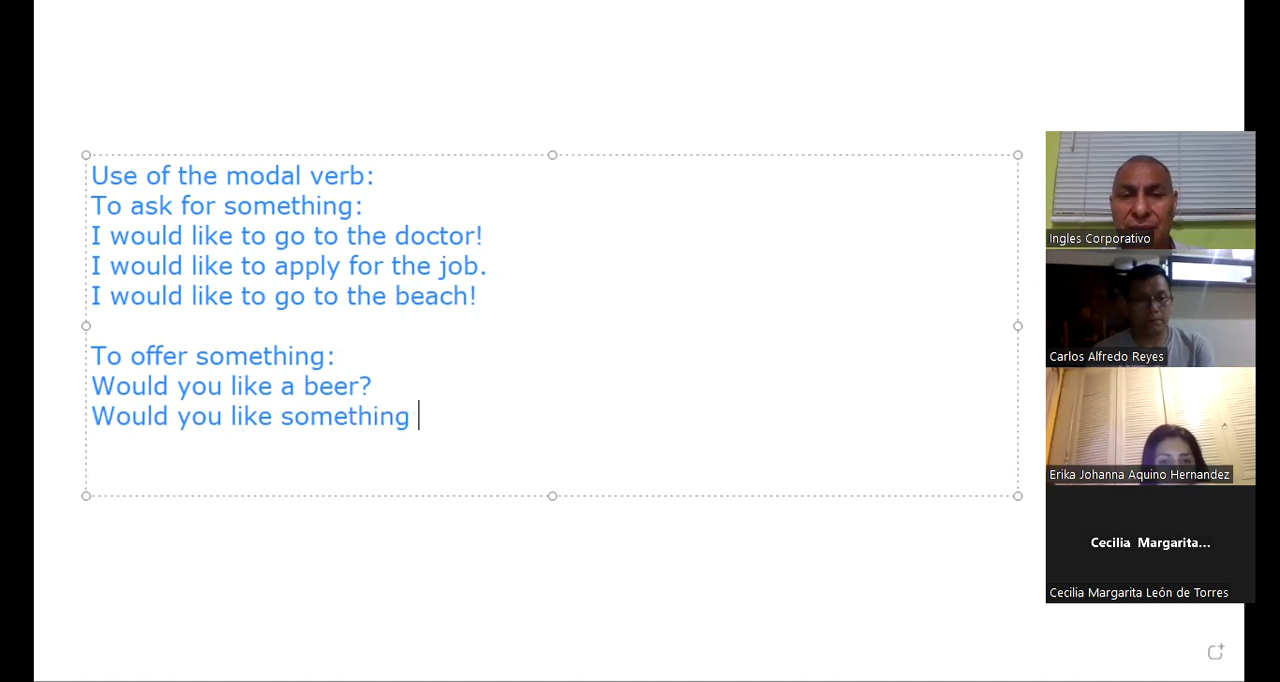 Use of the modal verb:
To ask for something:
I would like to go to the doctor!
I would like to apply for the job.
I would like to go to the beach!
To offer something:
Would you like a beer?
Would you like something
Ingles Corporativo
Carlos Alfredo Reyes
Erika Johanna Aquino Hernandez
Cecilia Margarita...
Cecilia Margarita León de Torres